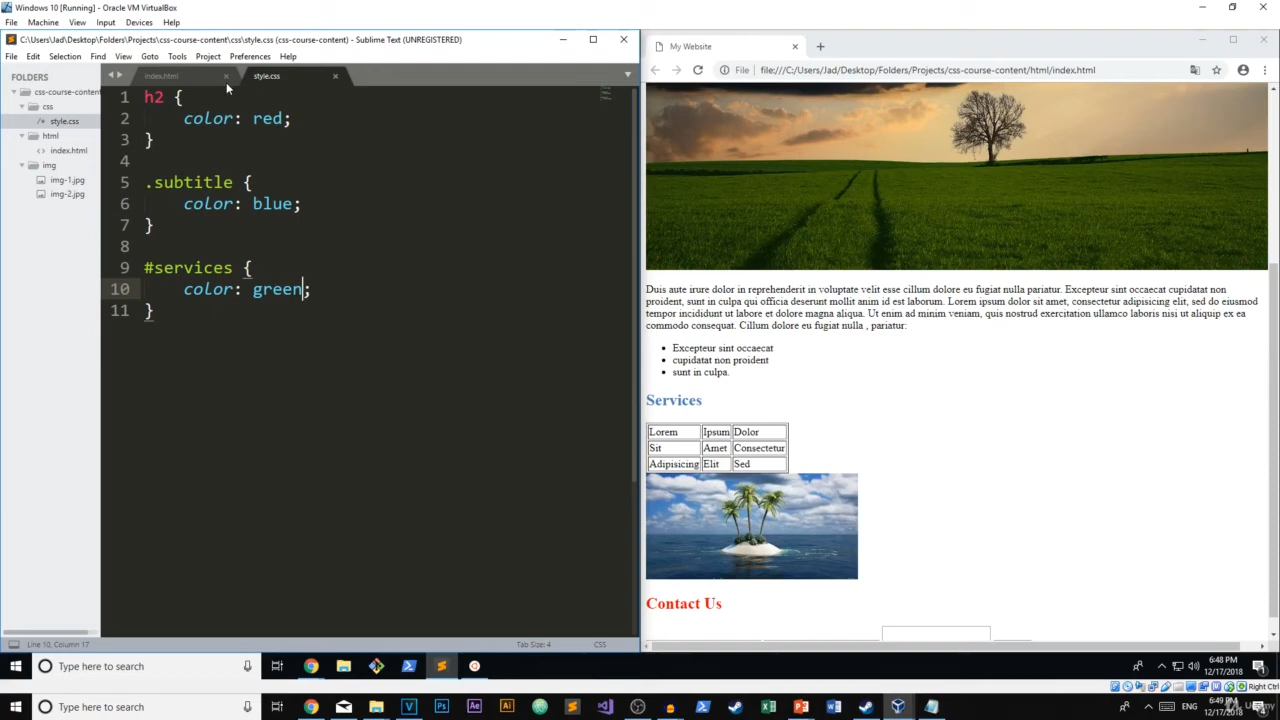 Windows 10 [Running] - Oracle VM VirtualBox
File Machine View Input Devices Help
C:\Users\Jad\Desktop\Folders\Projects\css-course-content\css\style.css (css-course-content) - Sublime Text (UNREGISTERED)
File Edit Selection Find View Goto Tools Project Preferences Help
FOLDERS
css-course-content
css
/* style.css
html
<> index.html
img
img-1.jpg
img-2.jpg
index.html
style.css
1 h2 {
2 color: red;
3 }
4
5 .subtitle {
6 color: blue;
7 }
8
9 #services {
10 color: green;
11 }
Line 10, Column 17
Tab Size: 4
CSS
My Website
File file:///C:/Users/Jad/Desktop/Folders/Projects/css-course-content/html/index.html
Duis aute irure dolor in reprehenderit in voluptate velit esse cillum dolore eu fugiat nulla pariatur. Excepteur sint occaecat cupidatat non
proident, sunt in culpa qui officia deserunt mollit anim id est laborum. Lorem ipsum dolor sit amet, consectetur adipisicing elit, sed do eiusmod
tempor incididunt ut labore et dolore magna aliqua. Ut enim ad minim veniam, quis nostrud exercitation ullamco laboris nisi ut aliquip ex ea
commodo consequat. Cillum dolore eu fugiat nulla , pariatur:
• Excepteur sint occaecat
• cupidatat non proident
• sunt in culpa.
Services
Lorem Ipsum Dolor
Sit Amet Consectetur
Adipisicing Elit Sed
Contact Us
Type here to search
6:48 PM
12/17/2018
Right Ctrl
Type here to search
6:49 PM
12/17/2018
Udemy